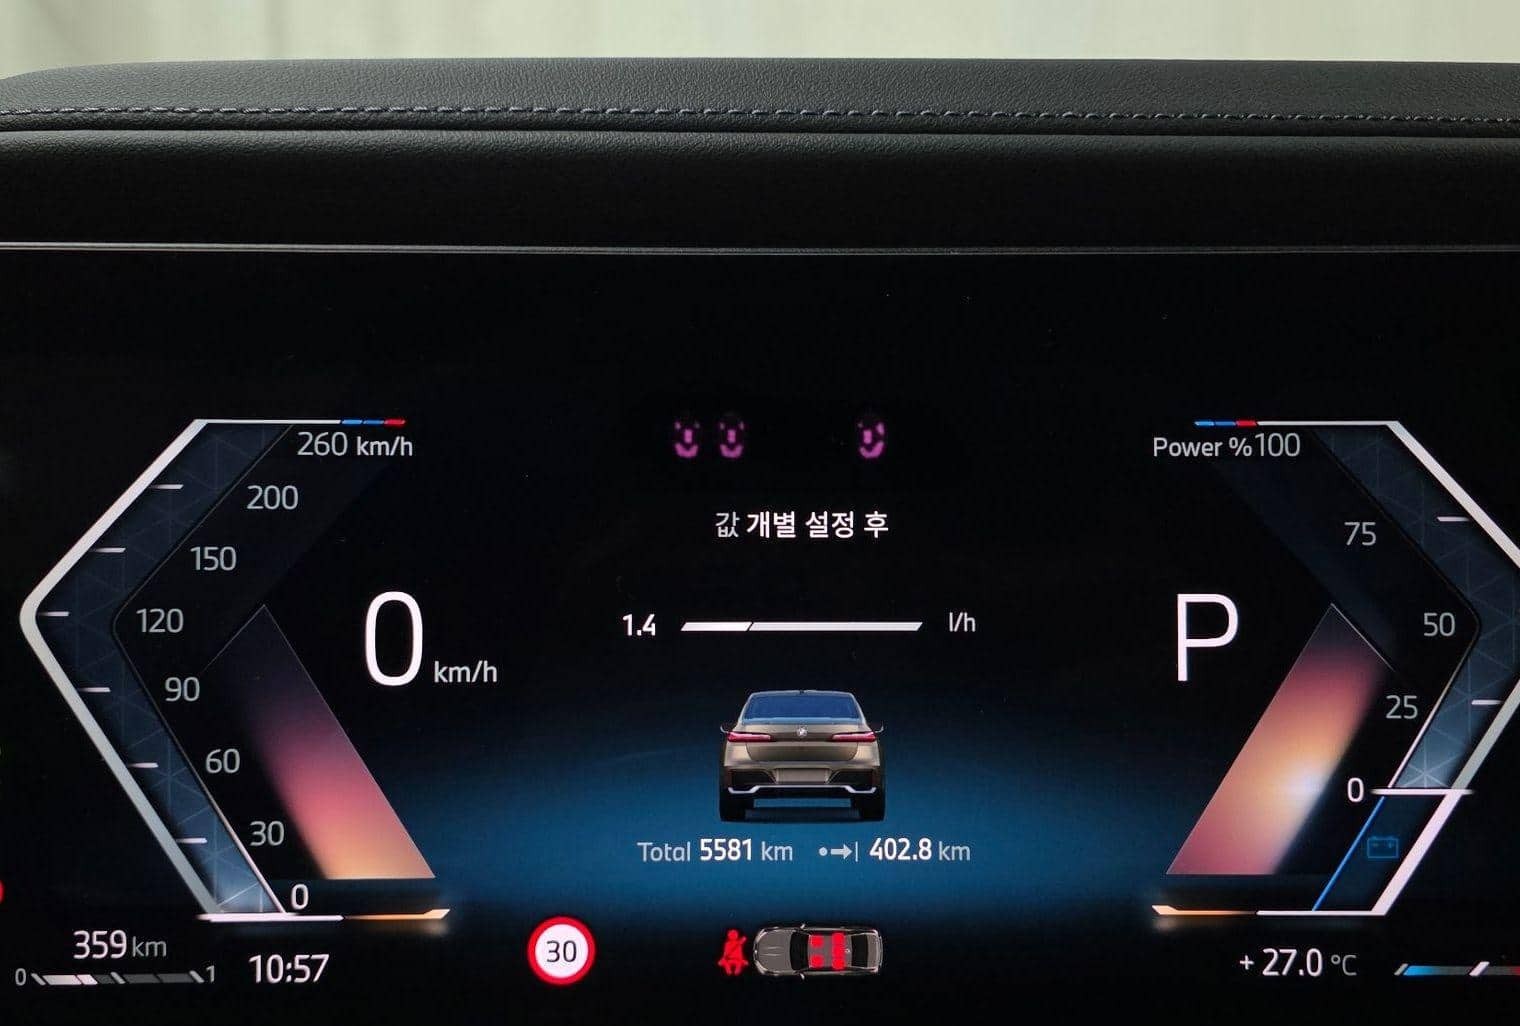 260 km/h
200
150
120
90
60
30
0
0 km/h
값 개별 설정 후
1.4 l/h
Total 5581 km 402.8 km
Power % 100
75
50
25
0
P
359 km
0 1
10:57
30
+ 27.0 °C